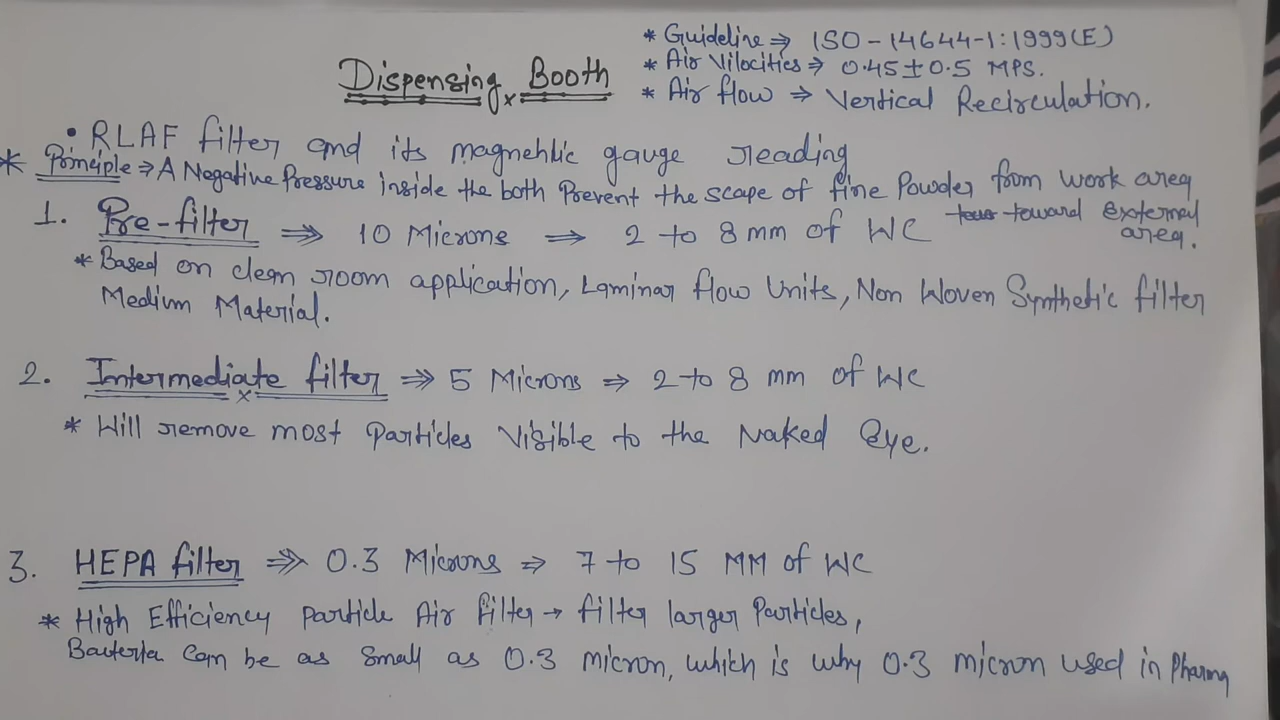 * Guideline ⇒ ISO-14644-1:1999(E)
Dispensing Booth
* Air Vilocities ⇒ 0.45±0.5 MPS.
* Air flow ⇒ Vertical Recirculation.
• RLAF filter and its magnehlic gauge reading
* Principle ⇒ A Negative Pressure inside the both Prevent the scape of fine Powder from work area
toward external
area.
1. Pre-filter ⇒ 10 Microns ⇒ 2 to 8 mm of WC
* Based on clean room application, Laminar flow Units, Non Woven Synthetic filter
Medium Material.
2. Intermediate filter ⇒ 5 Microns ⇒ 2 to 8 mm of WC
* Will remove most Particles Visible to the Naked Eye.
3. HEPA filter ⇒ 0.3 Microns ⇒ 7 to 15 MM of WC
* High Efficiency Particle Air Filter → filter larger Particles,
Bacteria Can be as Small as 0.3 micron, which is why 0.3 micron used in Pharma